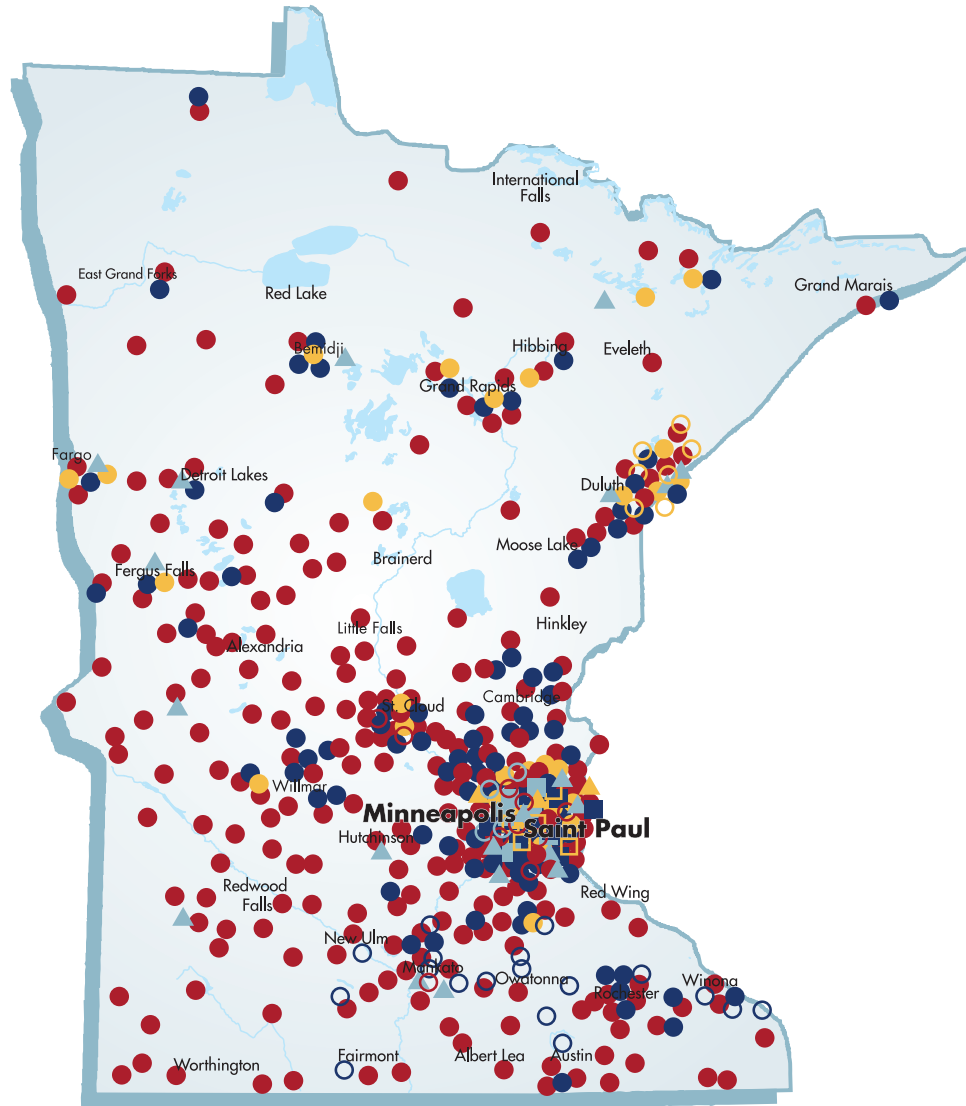 International
Falls
East Grand Forks
Red Lake
Grand Marais
Bemidji
Hibbing
Eveleth
Grand Rapids
Fargo
Detroit Lakes
Duluth
Moose Lake
Brainerd
Fergus Falls
Hinkley
Little Falls
Alexandria
Cambridge
St. Cloud
Willmar
Minneapolis
Saint Paul
Hutchinson
Redwood
Falls
Red Wing
New Ulm
Mankato
Owatonna
Rochester
Winona
Worthington
Fairmont
Albert Lea
Austin